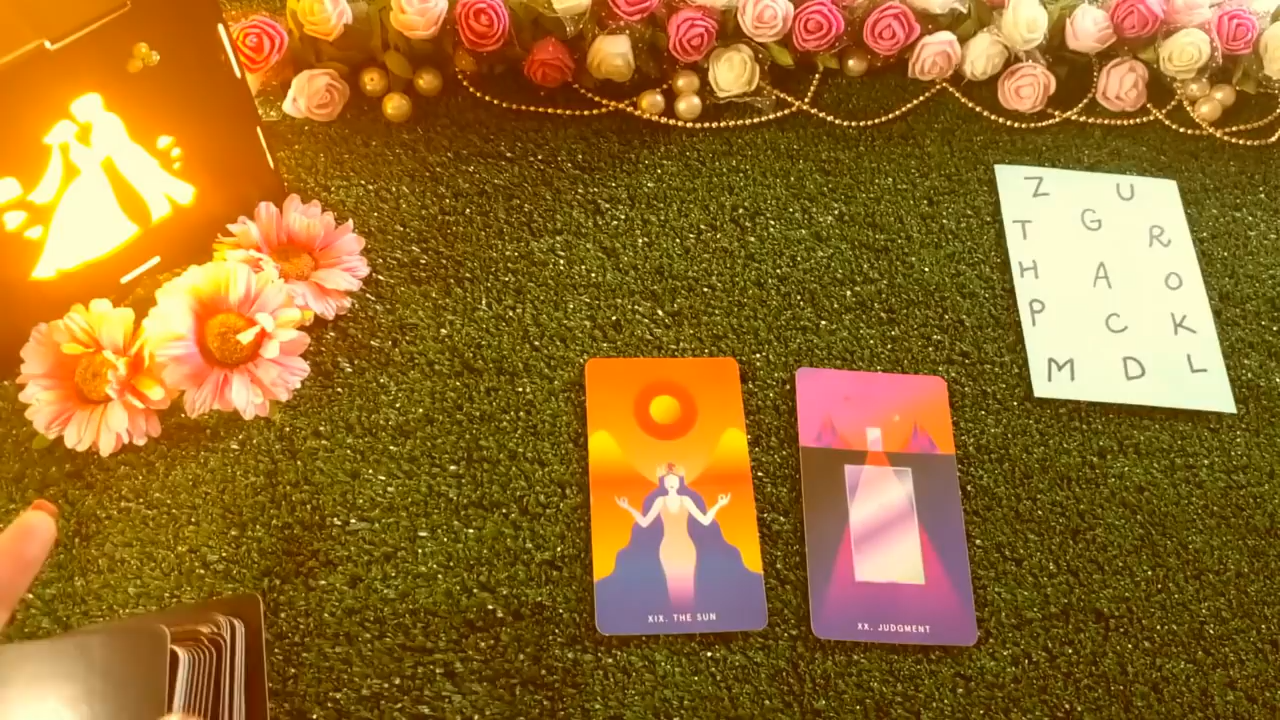 Z U
T G R
H A O
P C K
M D L
XIX. THE SUN
XX. JUDGMENT